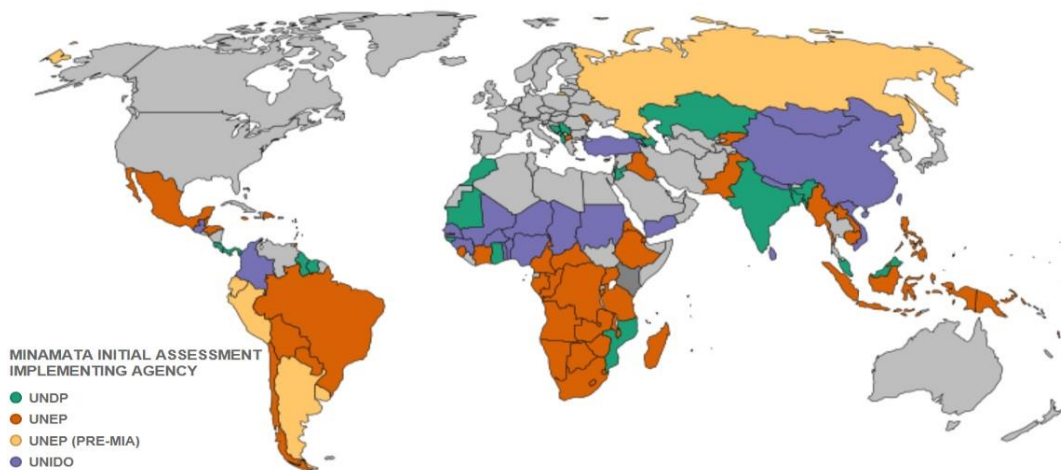 MINAMATA INITIAL ASSESSMENT
IMPLEMENTING AGENCY
UNDP
UNEP
UNEP (PRE-MIA)
UNIDO